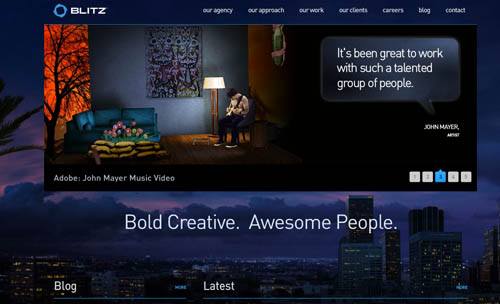 BLITZ
our agency our approach our work our clients careers blog contact
It's been great to work
with such a talented
group of people.
JOHN MAYER,
ARTIST
Adobe: John Mayer Music Video
1 2 3 4 5
Bold Creative. Awesome People.
Blog MORE Latest MORE